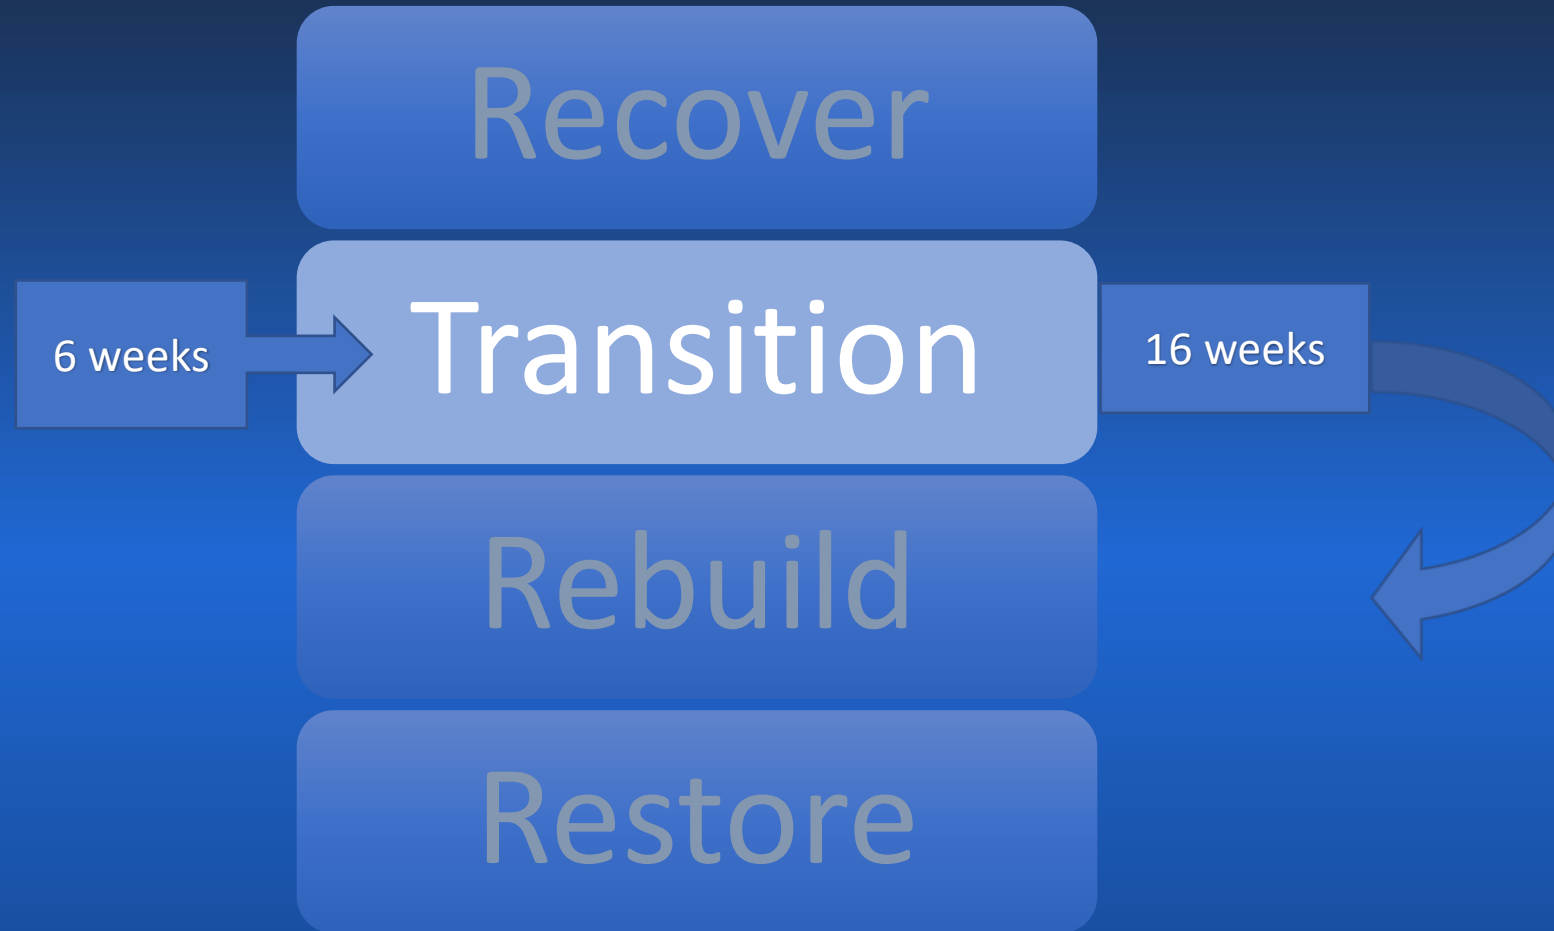 Recover
6 weeks
Transition
16 weeks
Rebuild
Restore